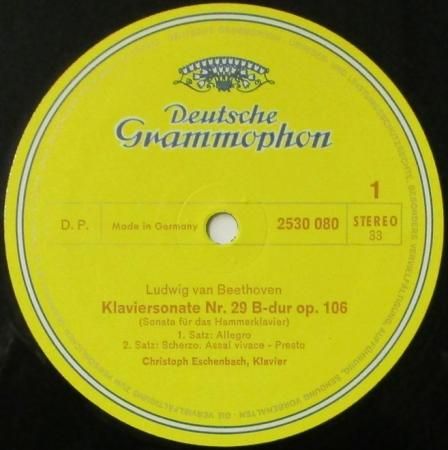 Deutsche
Grammophon
1
D. P.
Made in Germany
2530 080
STEREO
33
Ludwig van Beethoven
Klaviersonate Nr. 29 B-dur op. 106
(Sonate für das Hammerklavier)
1. Satz: Allegro
2. Satz: Scherzo. Assai vivace - Presto
Christoph Eschenbach, Klavier